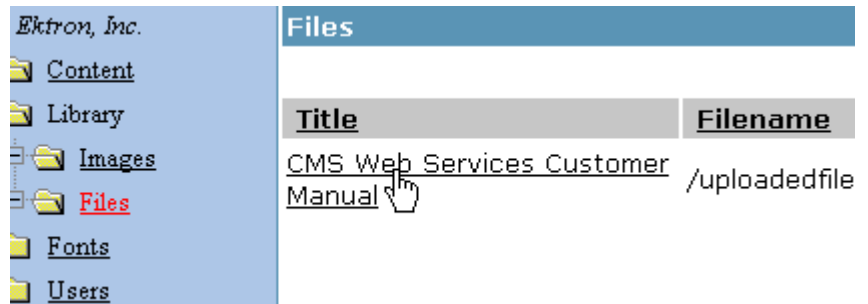 Ektron, Inc.
Content
Library
Images
Files
Fonts
Users
Files
Title Filename
CMS Web Services Customer
Manual
/uploadedfile